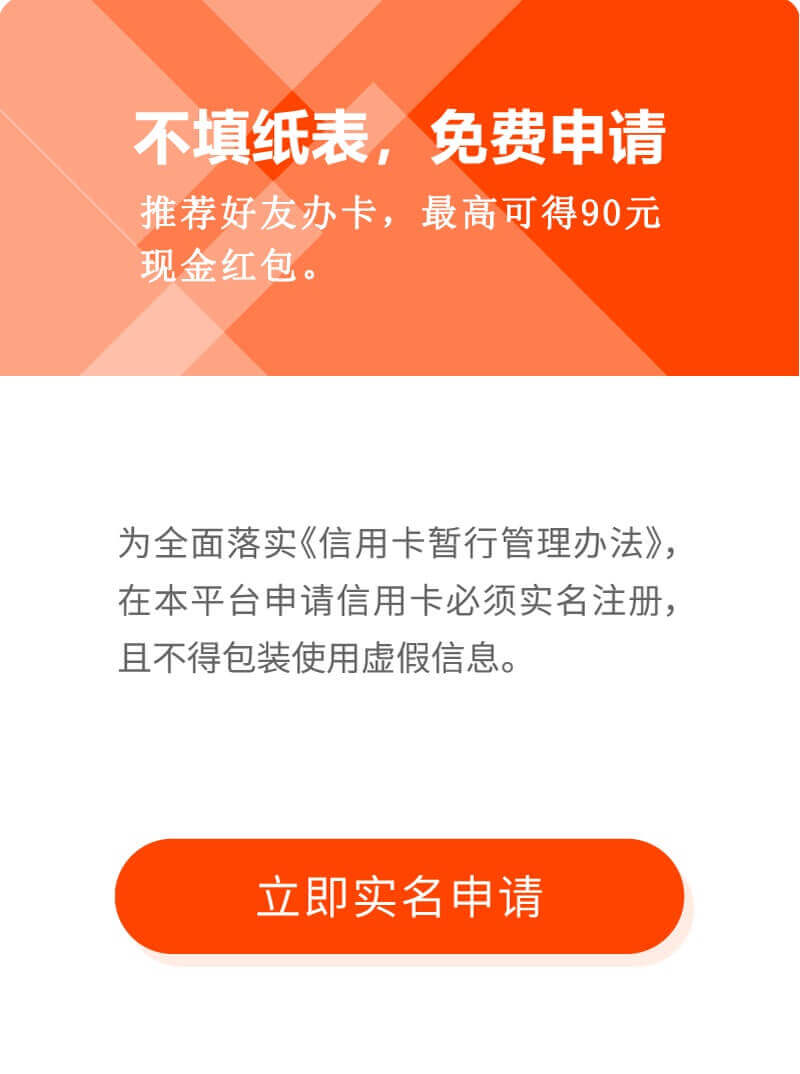 不填纸表，免费申请
推荐好友办卡，最高可得90元
现金红包。
为全面落实《信用卡暂行管理办法》，
在本平台申请信用卡必须实名注册，
且不得包装使用虚假信息。
立即实名申请